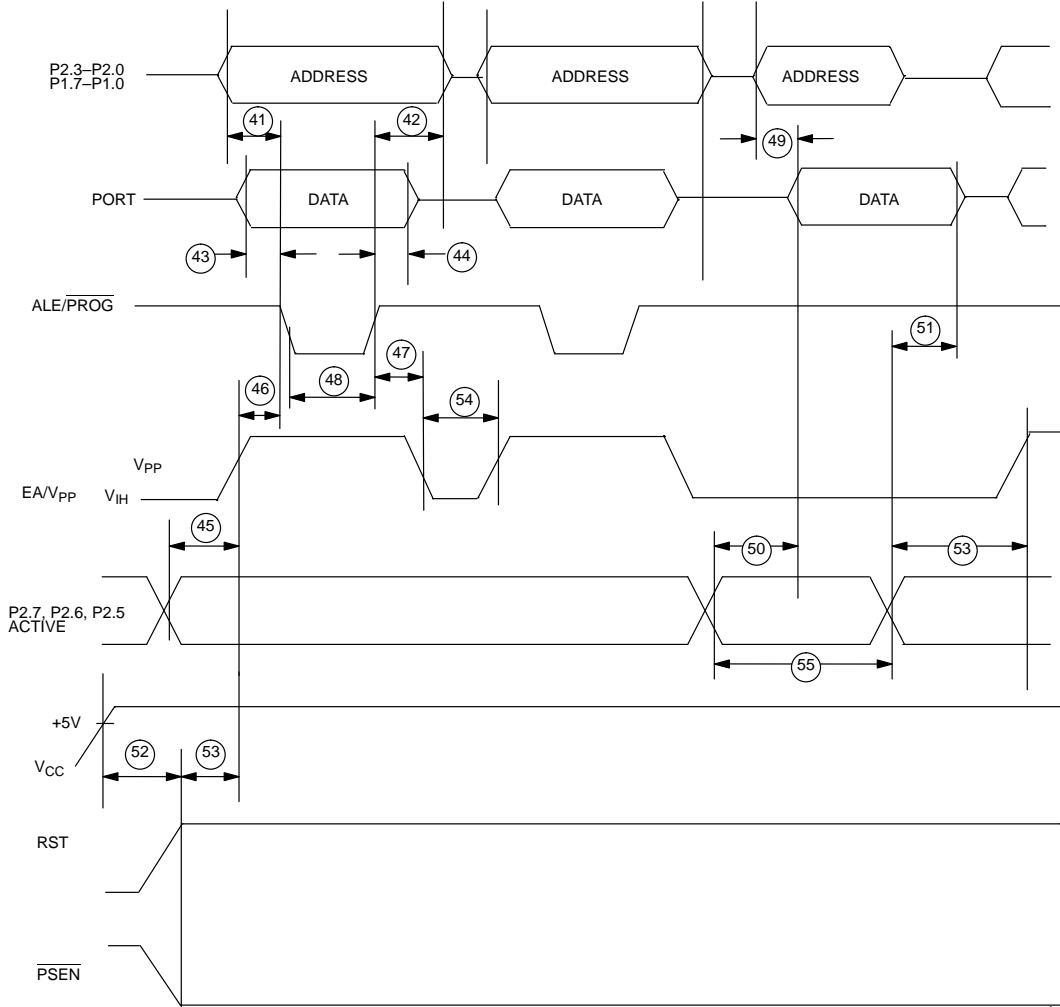 P2.3–P2.0
P1.7–P1.0
ADDRESS
ADDRESS
ADDRESS
41
42
49
PORT
DATA
DATA
DATA
43
44
ALE/PROG
51
46
48
47
54
VPP
EA/VPP
VIH
45
50
53
P2.7, P2.6, P2.5
ACTIVE
55
+5V
52
53
VCC
RST
PSEN